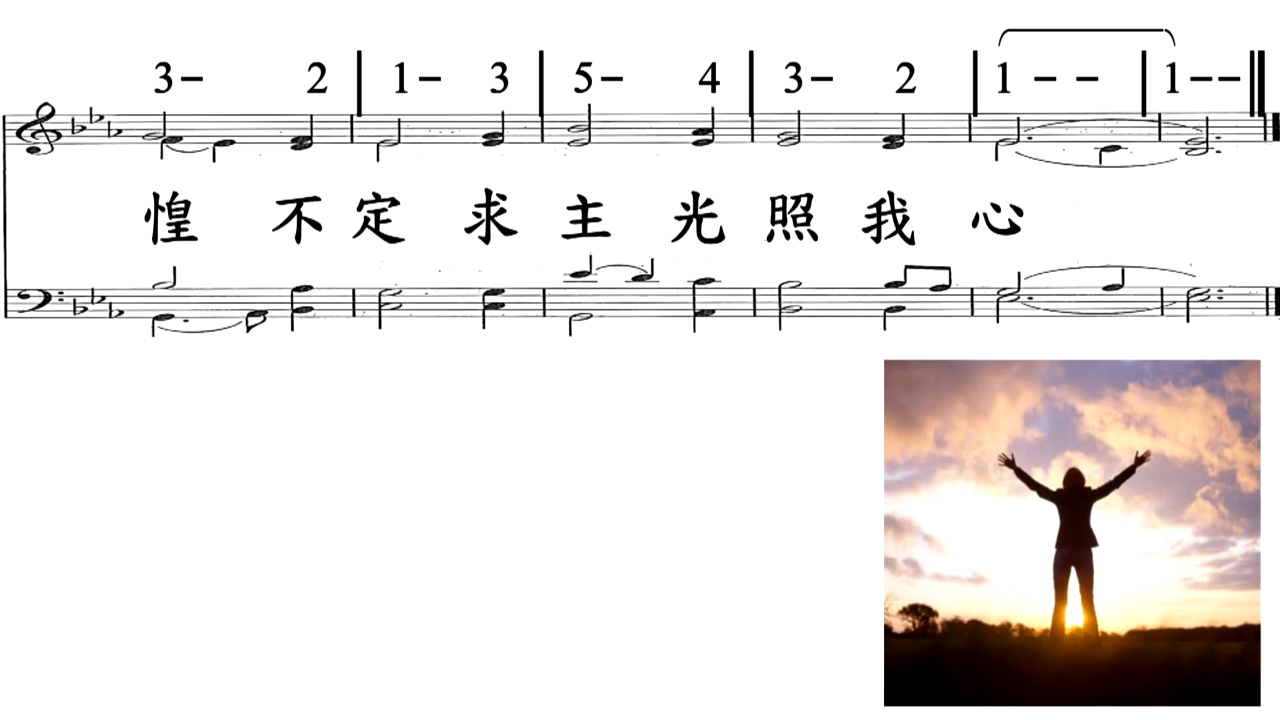 3– 2 | 1– 3 | 5– 4 | 3– 2 | 1 – – | 1––
惶 不 定 求 主 光 照 我 心